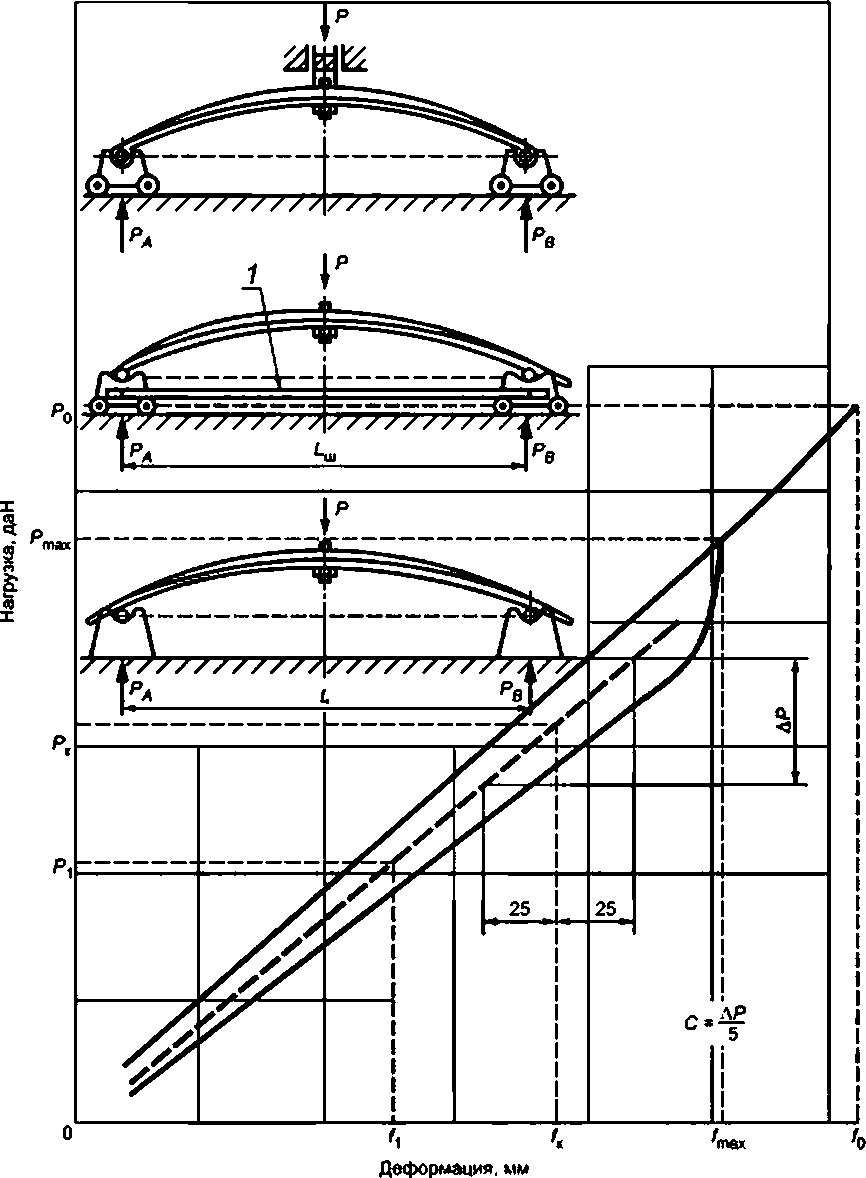 P
P_A P_B
1
P
P_0
P_A L_ш P_B
P
P_max
P_A L P_B
P_к
ΔP
P_1
25 25
C = ΔP/5
Нагрузка, даН
0 f_1 f_к f_max f_0
Деформация, мм